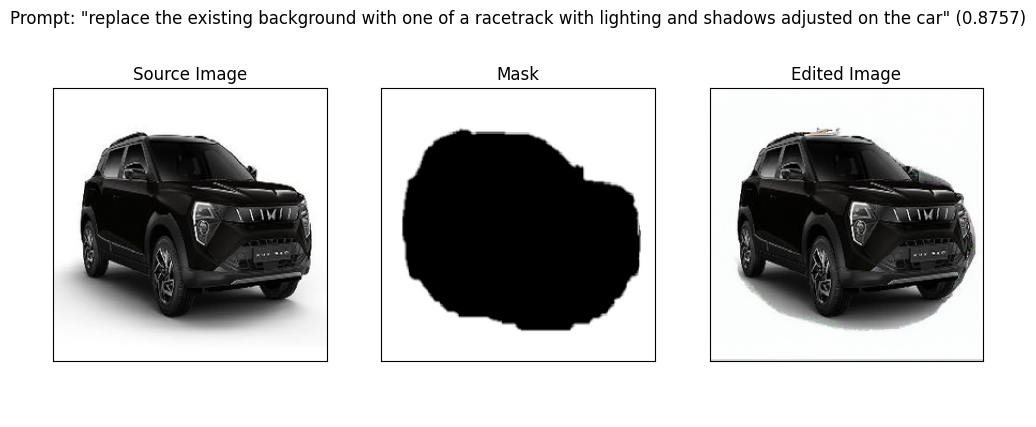 Prompt: "replace the existing background with one of a racetrack with lighting and shadows adjusted on the car" (0.8757)
Source Image
Mask
Edited Image